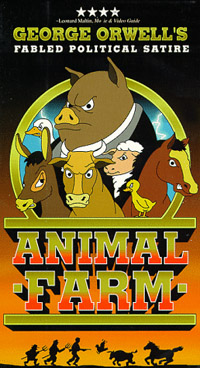 ★★★★
-Leonard Maltin, Movie & Video Guide
GEORGE ORWELL'S
FABLED POLITICAL SATIRE
ANIMAL
·FARM·